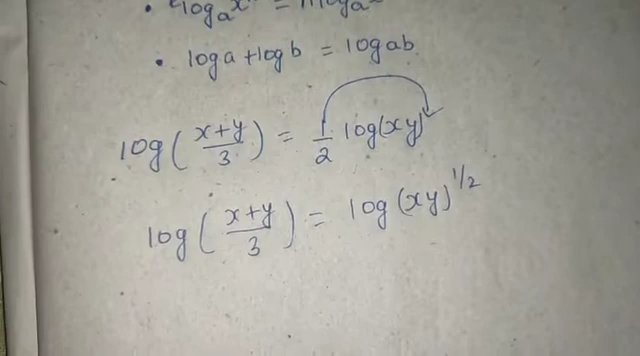 • log a + log b = log ab
log( (x+y)/3 ) = 1/2 log(xy)
log( (x+y)/3 ) = log(xy)^1/2